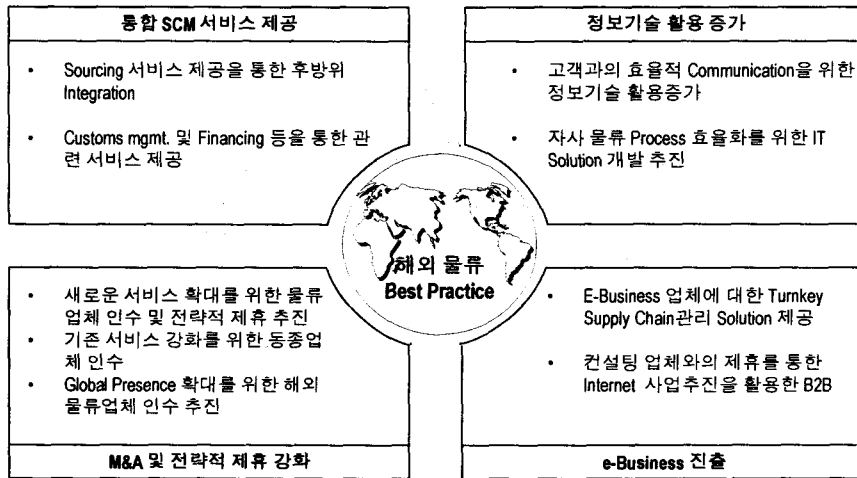 통합 SCM 서비스 제공
• Sourcing 서비스 제공을 통한 후방위
Integration
• Customs mgmt. 및 Financing 등을 통한 관
련 서비스 제공
정보기술 활용 증가
• 고객과의 효율적 Communication을 위한
정보기술 활용증가
• 자사 물류 Process 효율화를 위한 IT
Solution 개발 추진
해외 물류
Best Practice
• 새로운 서비스 확대를 위한 물류
업체 인수 및 전략적 제휴 추진
• 기존 서비스 강화를 위한 동종업
체 인수
• Global Presence 확대를 위한 해외
물류업체 인수 추진
M&A 및 전략적 제휴 강화
• E-Business 업체에 대한 Turnkey
Supply Chain관리 Solution 제공
• 컨설팅 업체와의 제휴를 통한
Internet 사업추진을 활용한 B2B
e-Business 진출